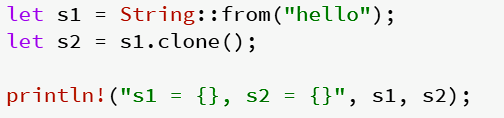 let s1 = String::from("hello");
let s2 = s1.clone();
println!("s1 = {}, s2 = {}", s1, s2);